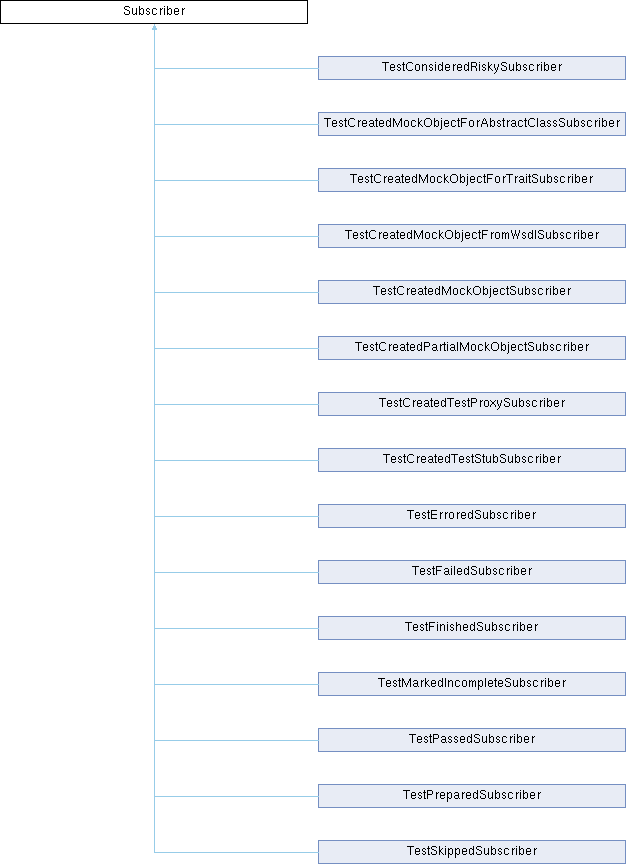 Subscriber
TestConsideredRiskySubscriber
TestCreatedMockObjectForAbstractClassSubscriber
TestCreatedMockObjectForTraitSubscriber
TestCreatedMockObjectFromWsdlSubscriber
TestCreatedMockObjectSubscriber
TestCreatedPartialMockObjectSubscriber
TestCreatedTestProxySubscriber
TestCreatedTestStubSubscriber
TestErroredSubscriber
TestFailedSubscriber
TestFinishedSubscriber
TestMarkedIncompleteSubscriber
TestPassedSubscriber
TestPreparedSubscriber
TestSkippedSubscriber